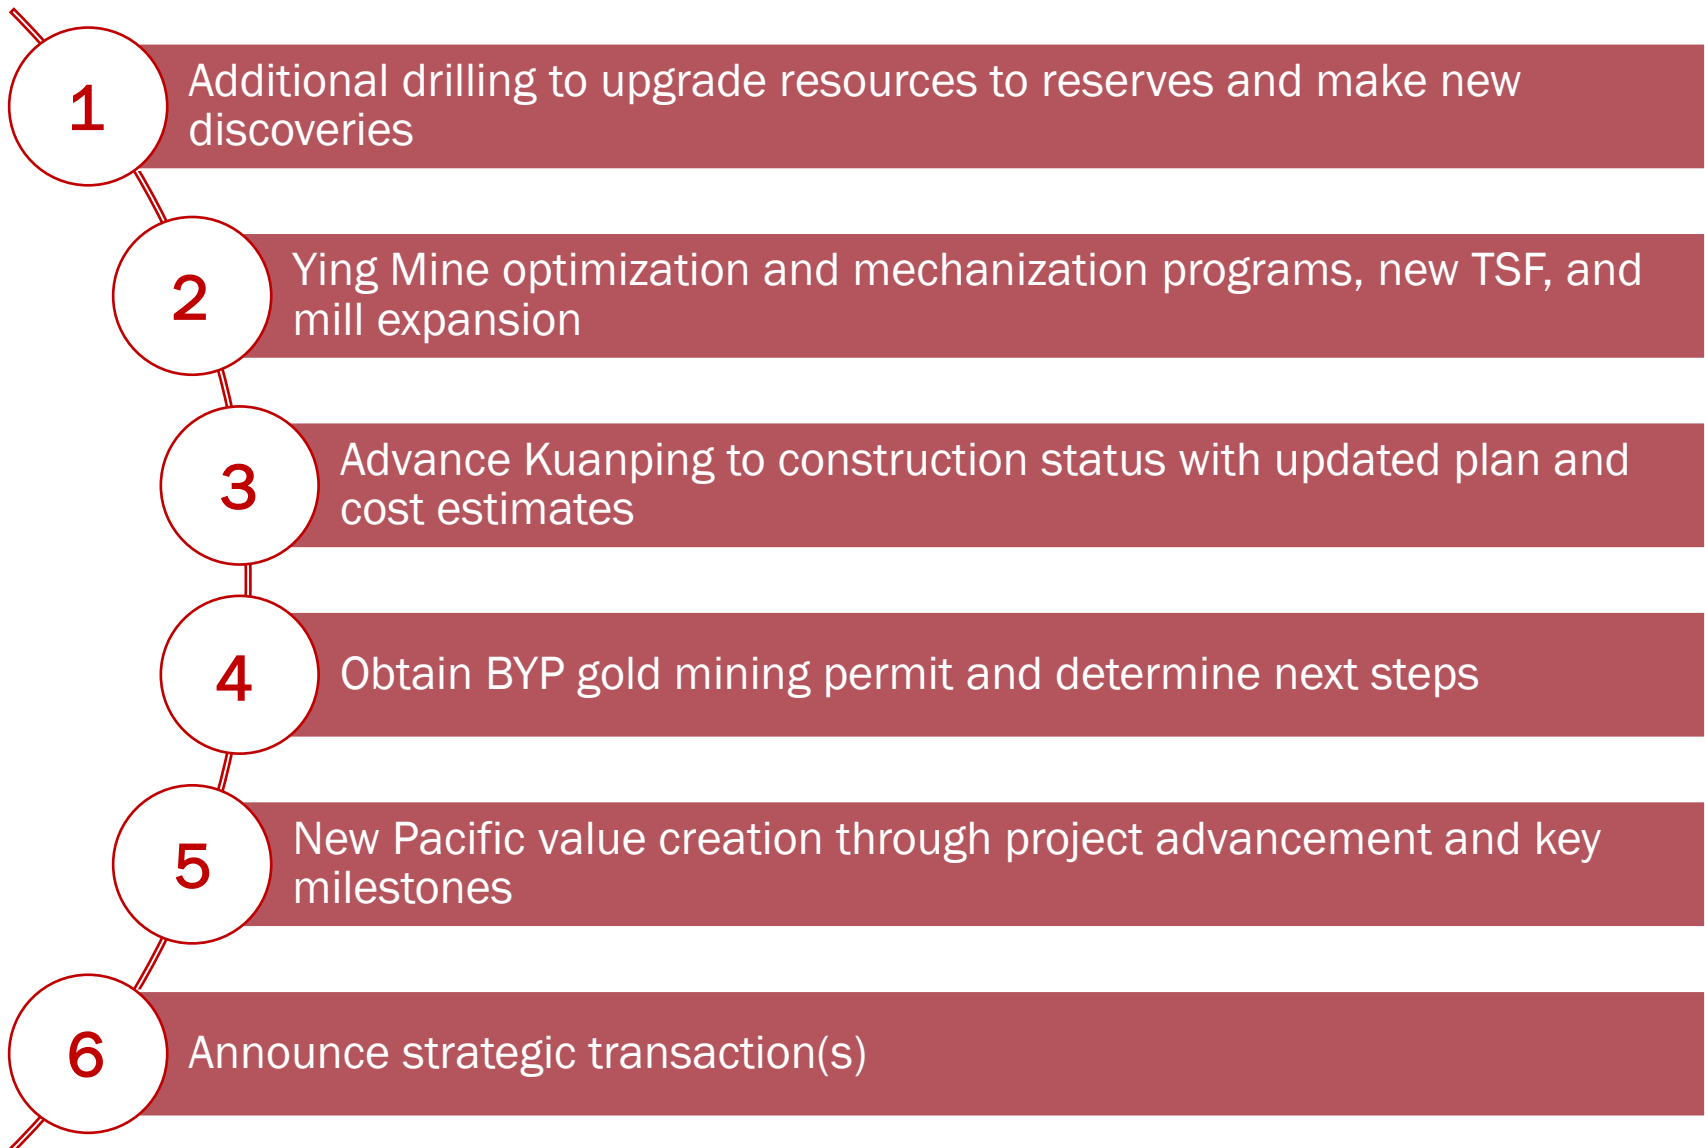 1
Additional drilling to upgrade resources to reserves and make new
discoveries
2
Ying Mine optimization and mechanization programs, new TSF, and
mill expansion
3
Advance Kuanping to construction status with updated plan and
cost estimates
4
Obtain BYP gold mining permit and determine next steps
5
New Pacific value creation through project advancement and key
milestones
6
Announce strategic transaction(s)